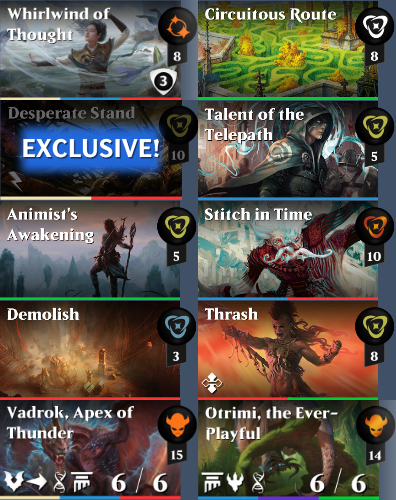 Whirlwind of
Thought
8
3
Circuitous Route
8
Desperate Stand
EXCLUSIVE!
10
Talent of the
Telepath
5
Animist's
Awakening
5
Stitch in Time
10
Demolish
3
Thrash
8
Vadrok, Apex of
Thunder
15
6 / 6
Otrimi, the Ever-
Playful
14
6 / 6